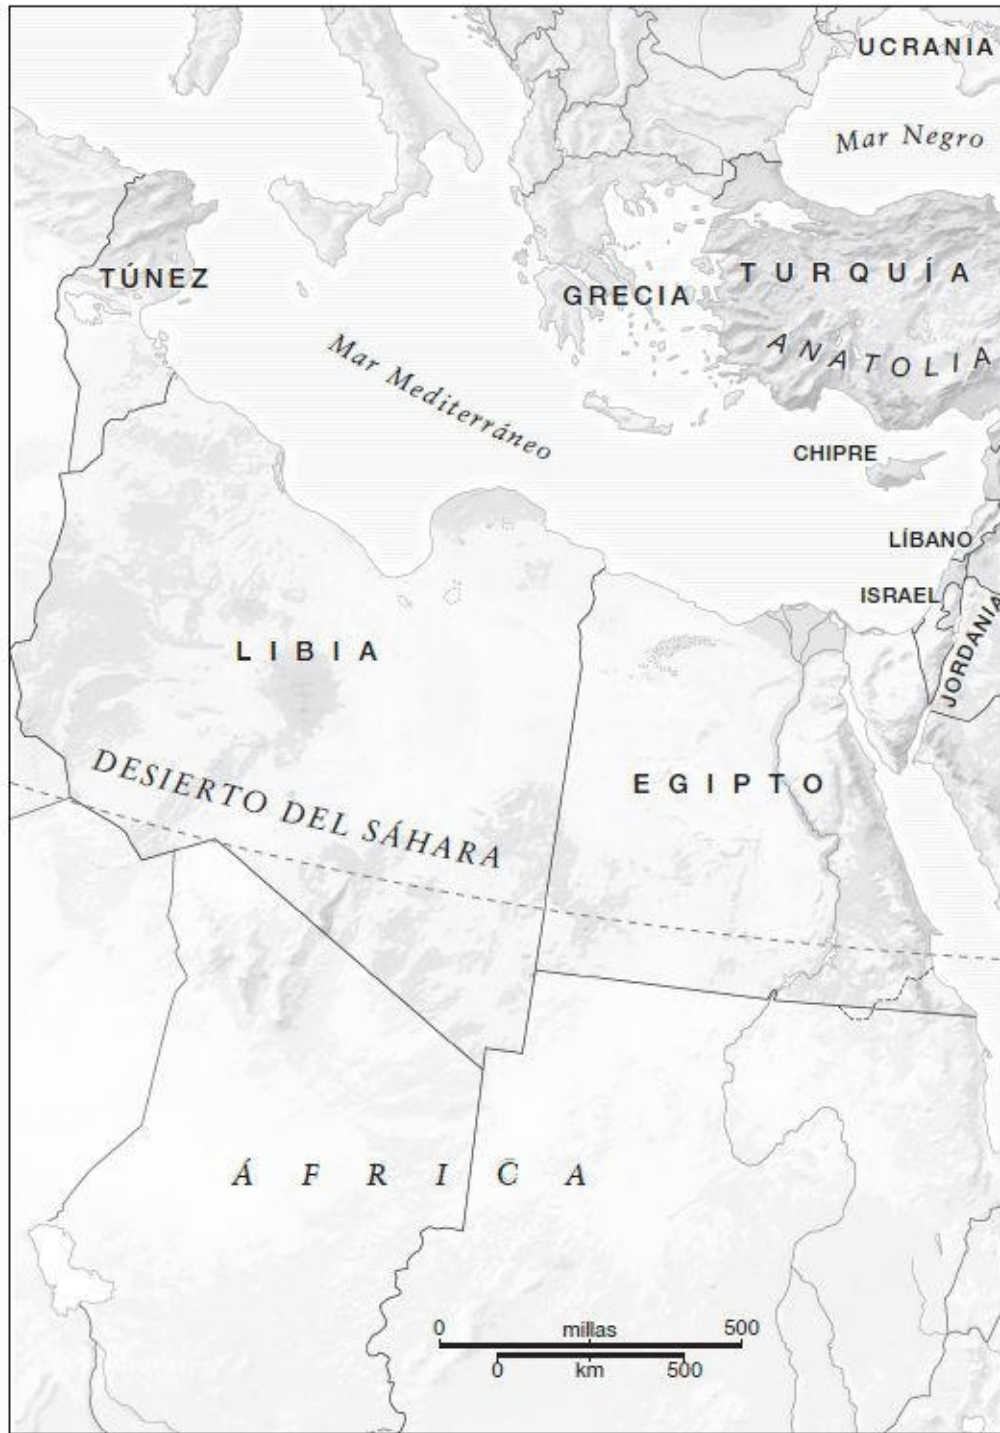 UCRANIA
Mar Negro
TÚNEZ
GRECIA
TURQUÍA
ANATOLIA
Mar Mediterráneo
CHIPRE
LÍBANO
ISRAEL
JORDANIA
LIBIA
EGIPTO
DESIERTO DEL SÁHARA
ÁFRICA
0 millas 500
0 km 500